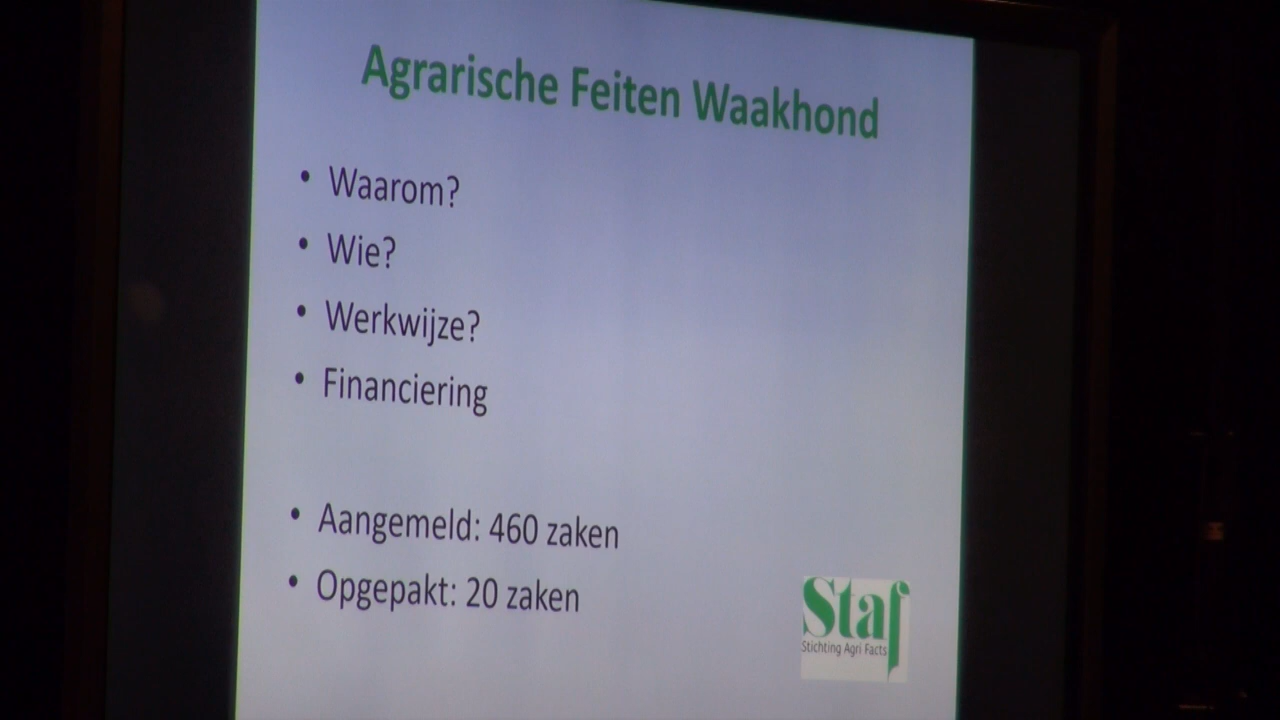 Agrarische Feiten Waakhond
• Waarom?
• Wie?
• Werkwijze?
• Financiering
• Aangemeld: 460 zaken
• Opgepakt: 20 zaken
Staf
Stichting Agri Facts